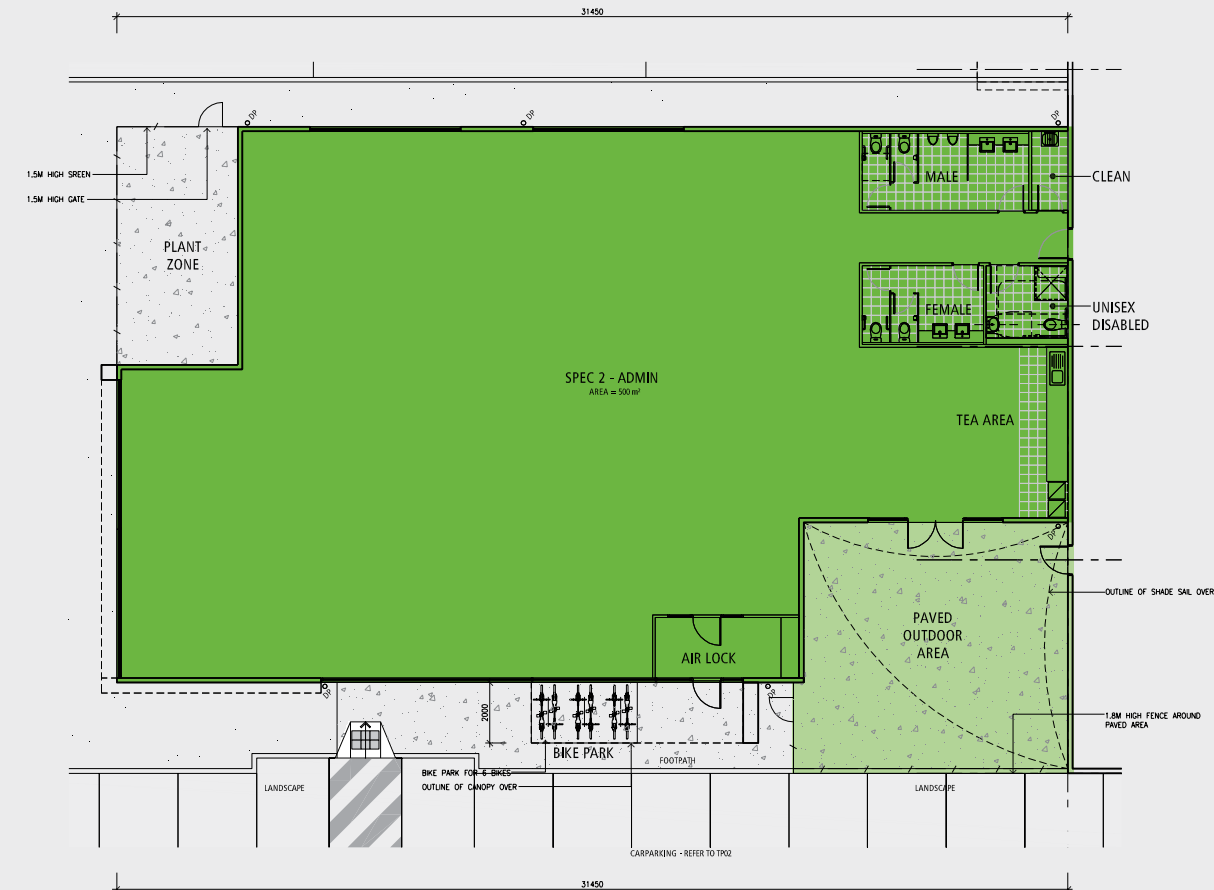 31450
DP
DP
DP
1.5M HIGH SREEN
1.5M HIGH GATE
PLANT
ZONE
MALE
CLEAN
FEMALE
UNISEX
DISABLED
SPEC 2 - ADMIN
AREA = 500 m²
TEA AREA
DP
OUTLINE OF SHADE SAIL OVER
PAVED
OUTDOOR
AREA
AIR LOCK
DP
DP
2000
1.8M HIGH FENCE AROUND
PAVED AREA
BIKE PARK
FOOTPATH
BIKE PARK FOR 6 BIKES
OUTLINE OF CANOPY OVER
LANDSCAPE
LANDSCAPE
CARPARKING - REFER TO TP02
31450